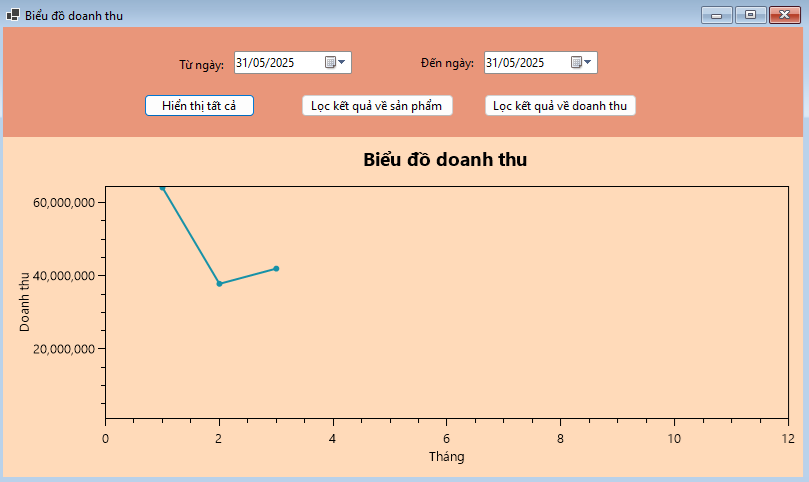 Biểu đồ doanh thu
Từ ngày: 31/05/2025 Đến ngày: 31/05/2025
Hiển thị tất cả Lọc kết quả về sản phẩm Lọc kết quả về doanh thu
Biểu đồ doanh thu
60,000,000
40,000,000
20,000,000
Doanh thu
0 2 4 6 8 10 12
Tháng